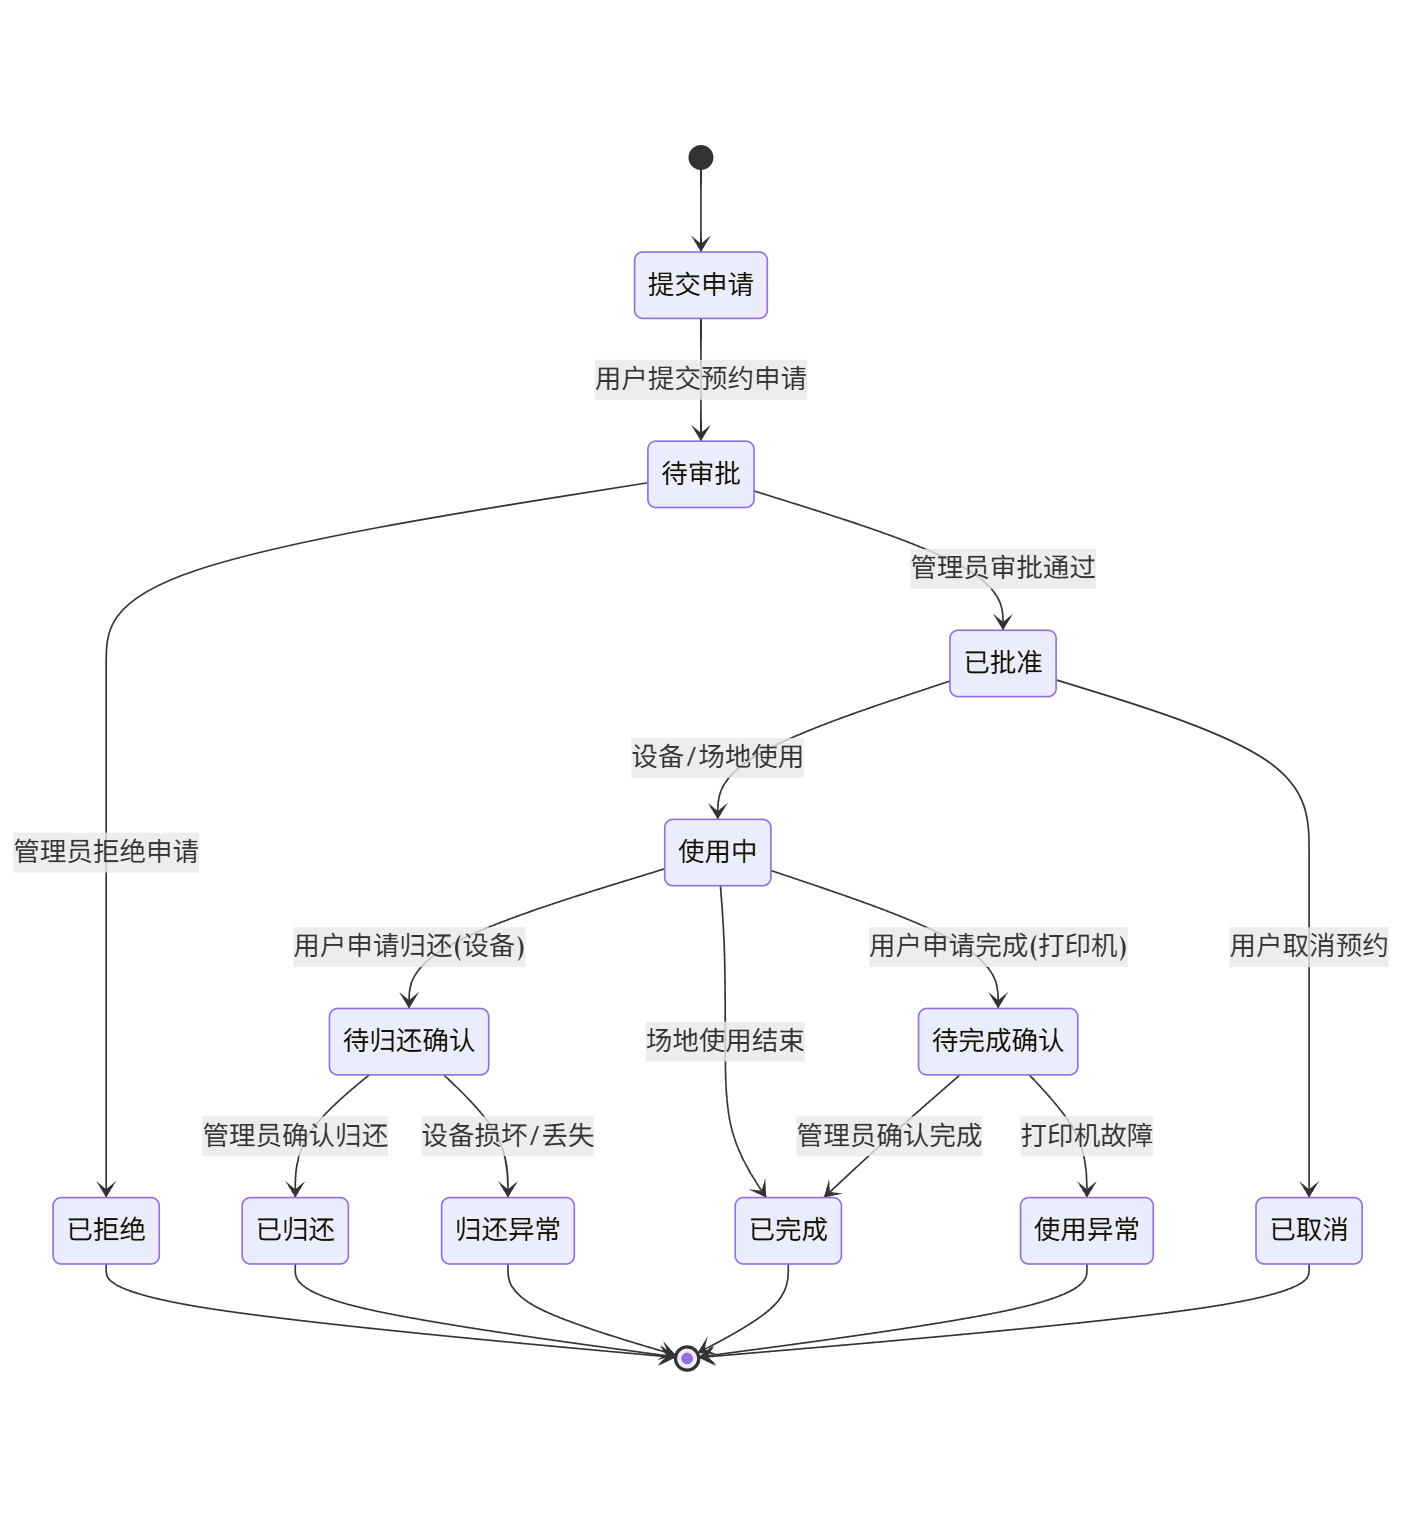 提交申请
用户提交预约申请
待审批
管理员审批通过
已批准
设备/场地使用
管理员拒绝申请
使用中
用户申请归还(设备)
用户申请完成(打印机)
用户取消预约
待归还确认
场地使用结束
待完成确认
管理员确认归还
设备损坏/丢失
管理员确认完成
打印机故障
已拒绝
已归还
归还异常
已完成
使用异常
已取消